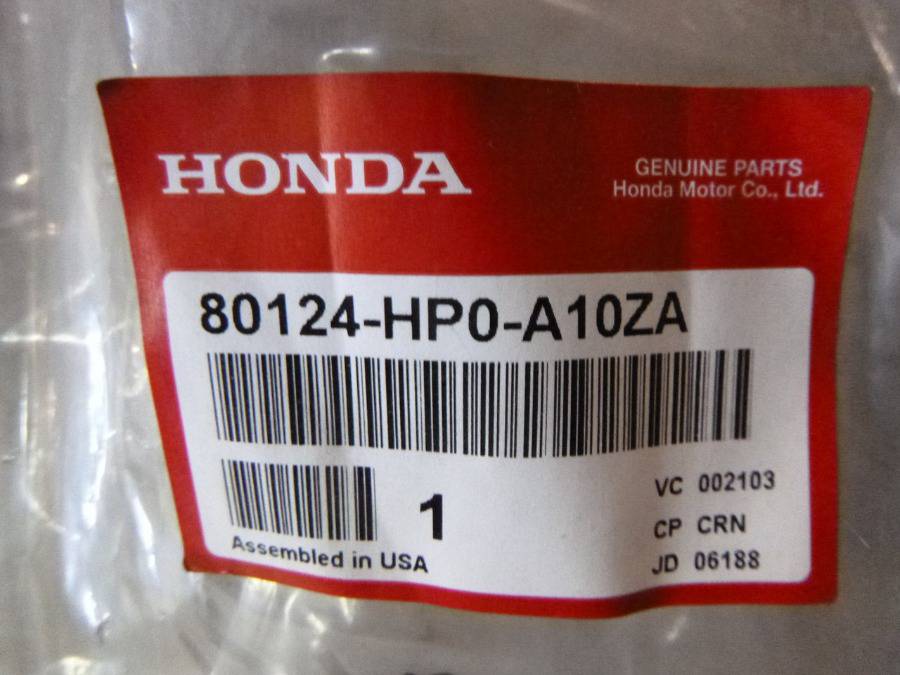 HONDA
GENUINE PARTS
Honda Motor Co., Ltd.
80124-HP0-A10ZA
1
VC 002103
CP CRN
JD 06188
Assembled in USA